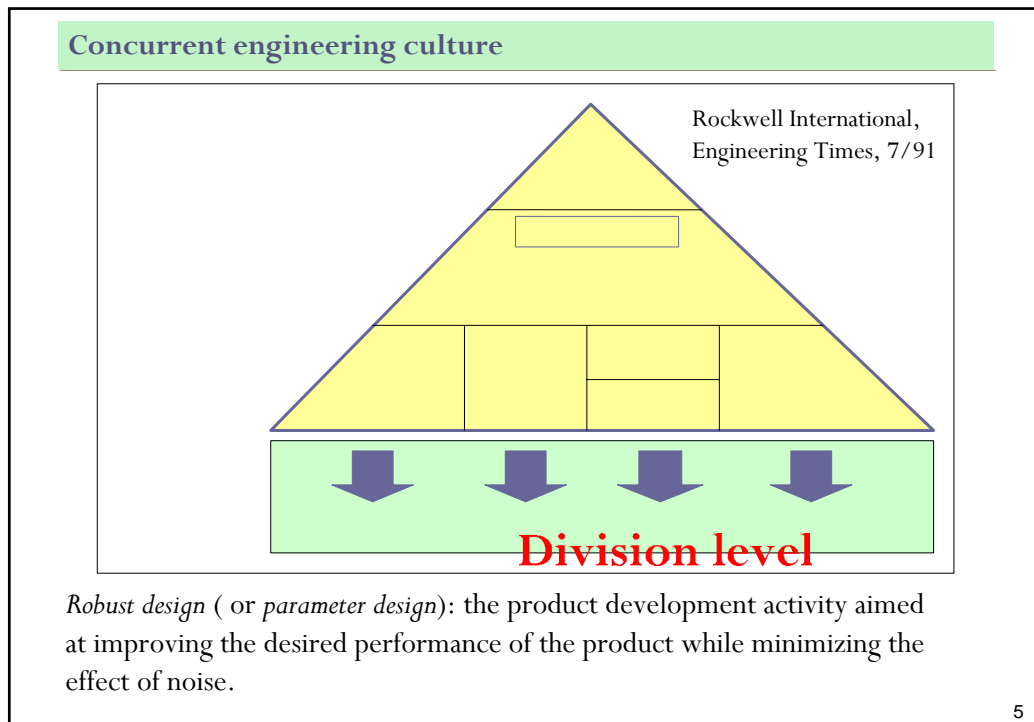 Concurrent engineering culture
Rockwell International,
Engineering Times, 7/91
Division level
Robust design ( or parameter design): the product development activity aimed
at improving the desired performance of the product while minimizing the
effect of noise.
5